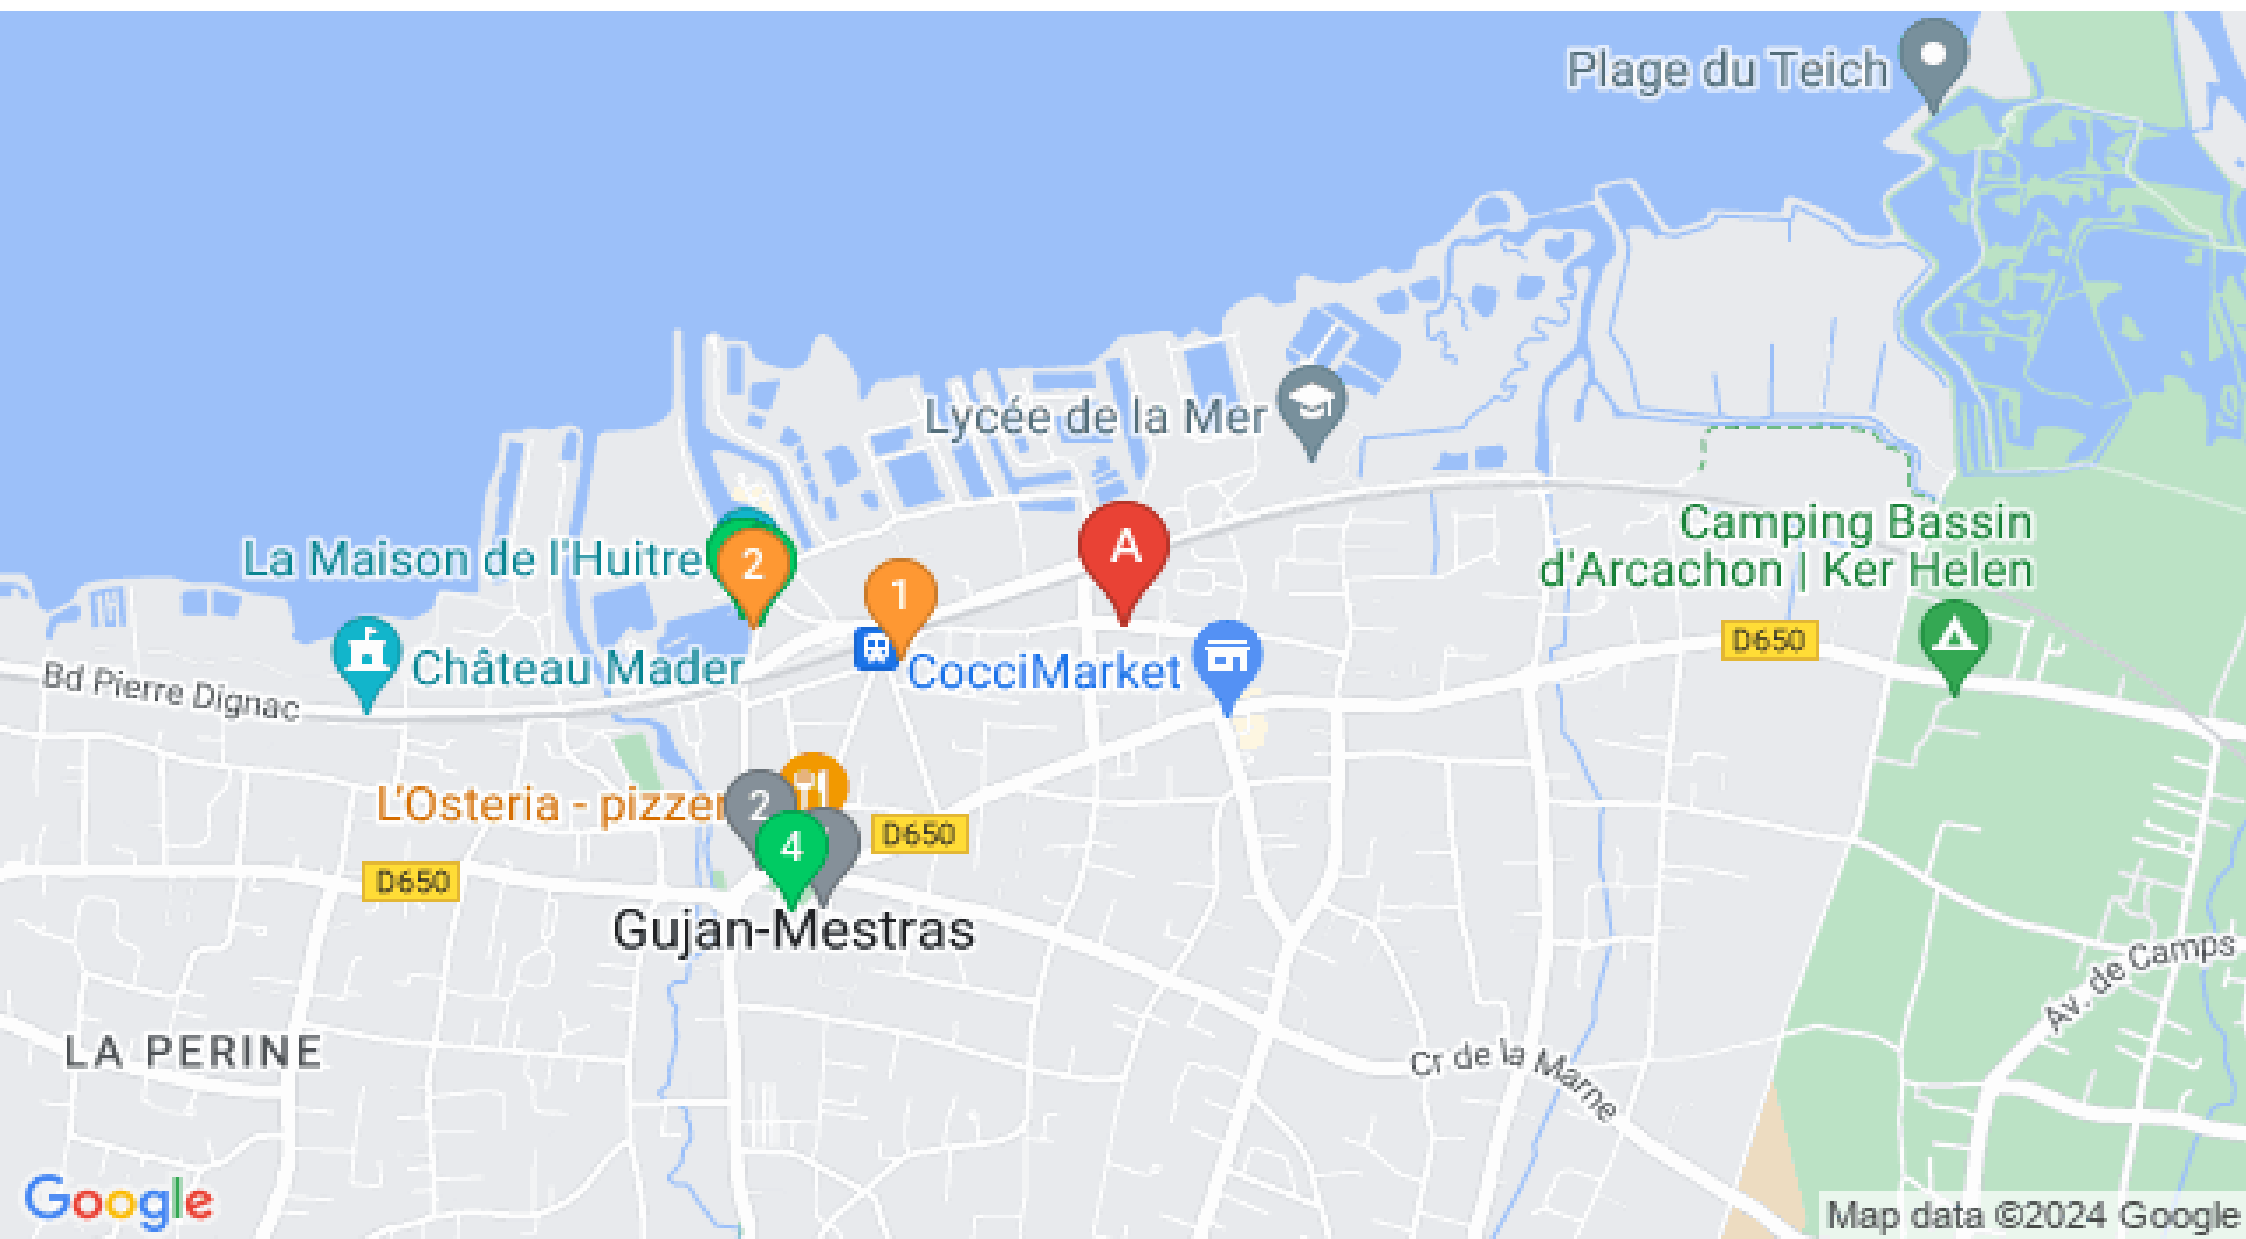 Plage du Teich
Lycée de la Mer
Camping Bassin
d'Arcachon | Ker Helen
La Maison de l'Huitre
2
1
A
D650
Château Mader
CocciMarket
Bd Pierre Dignac
L'Osteria - pizzer
2
4
D650
D650
Gujan-Mestras
Av. de Camps
LA PERINE
Cr de la Marne
Google
Map data ©2024 Google